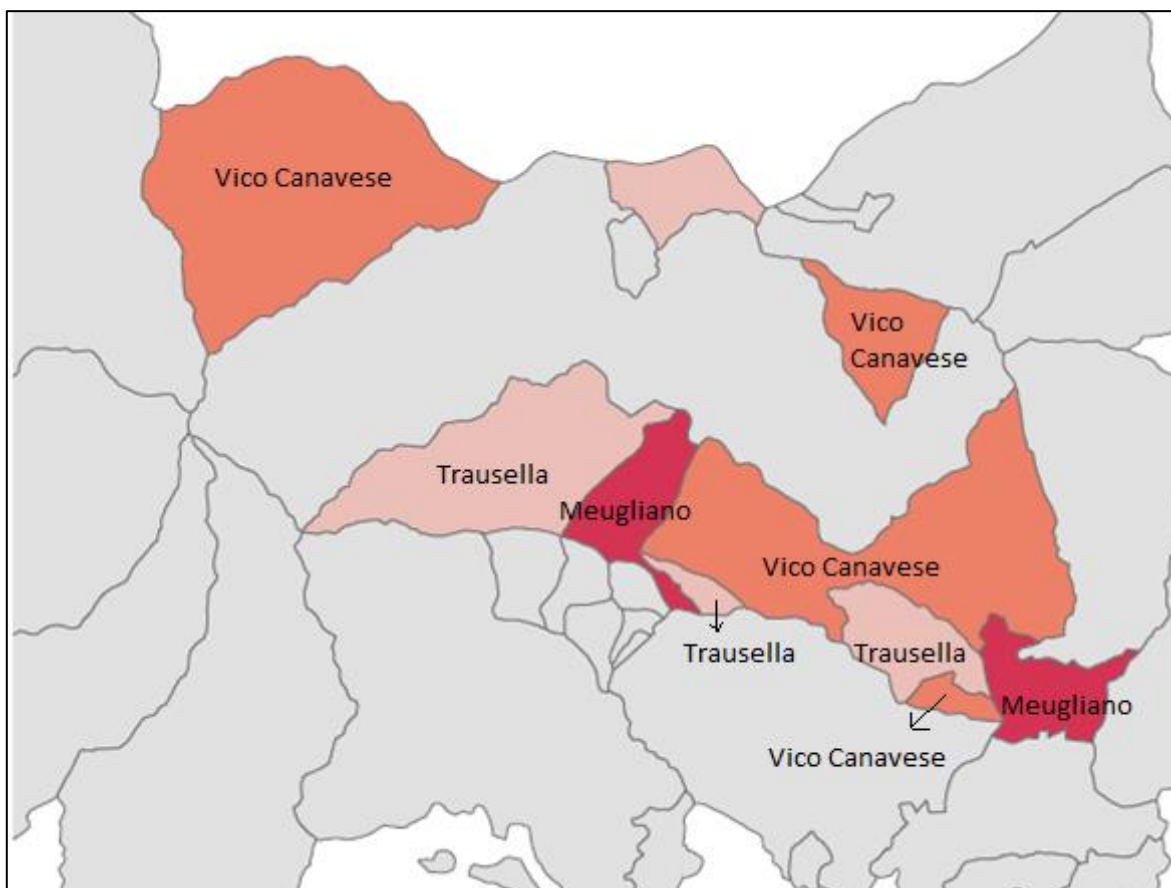 Vico Canavese
Vico
Canavese
Trausella
Meugliano
Vico Canavese
Trausella
Trausella
Meugliano
Vico Canavese